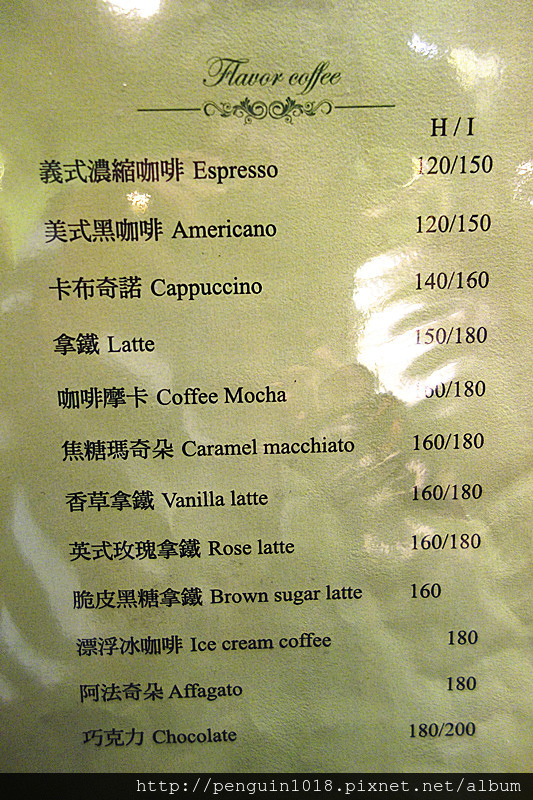 Flavor coffee
H / I
義式濃縮咖啡 Espresso 120/150
美式黑咖啡 Americano 120/150
卡布奇諾 Cappuccino 140/160
拿鐵 Latte 150/180
咖啡摩卡 Coffee Mocha 160/180
焦糖瑪奇朵 Caramel macchiato 160/180
香草拿鐵 Vanilla latte 160/180
英式玫瑰拿鐵 Rose latte 160/180
脆皮黑糖拿鐵 Brown sugar latte 160
漂浮冰咖啡 Ice cream coffee 180
阿法奇朵 Affagato 180
巧克力 Chocolate 180/200
http://penguin1018.pixnet.net/album